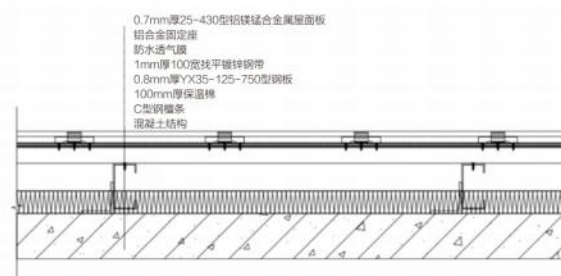 0.7mm厚25-430型铝镁锰合金属屋面板
铝合金固定座
防水透气膜
1mm厚100宽找平镀锌钢带
0.8mm厚YX35-125-750型钢板
100mm厚保温棉
C型钢檩条
混凝土结构